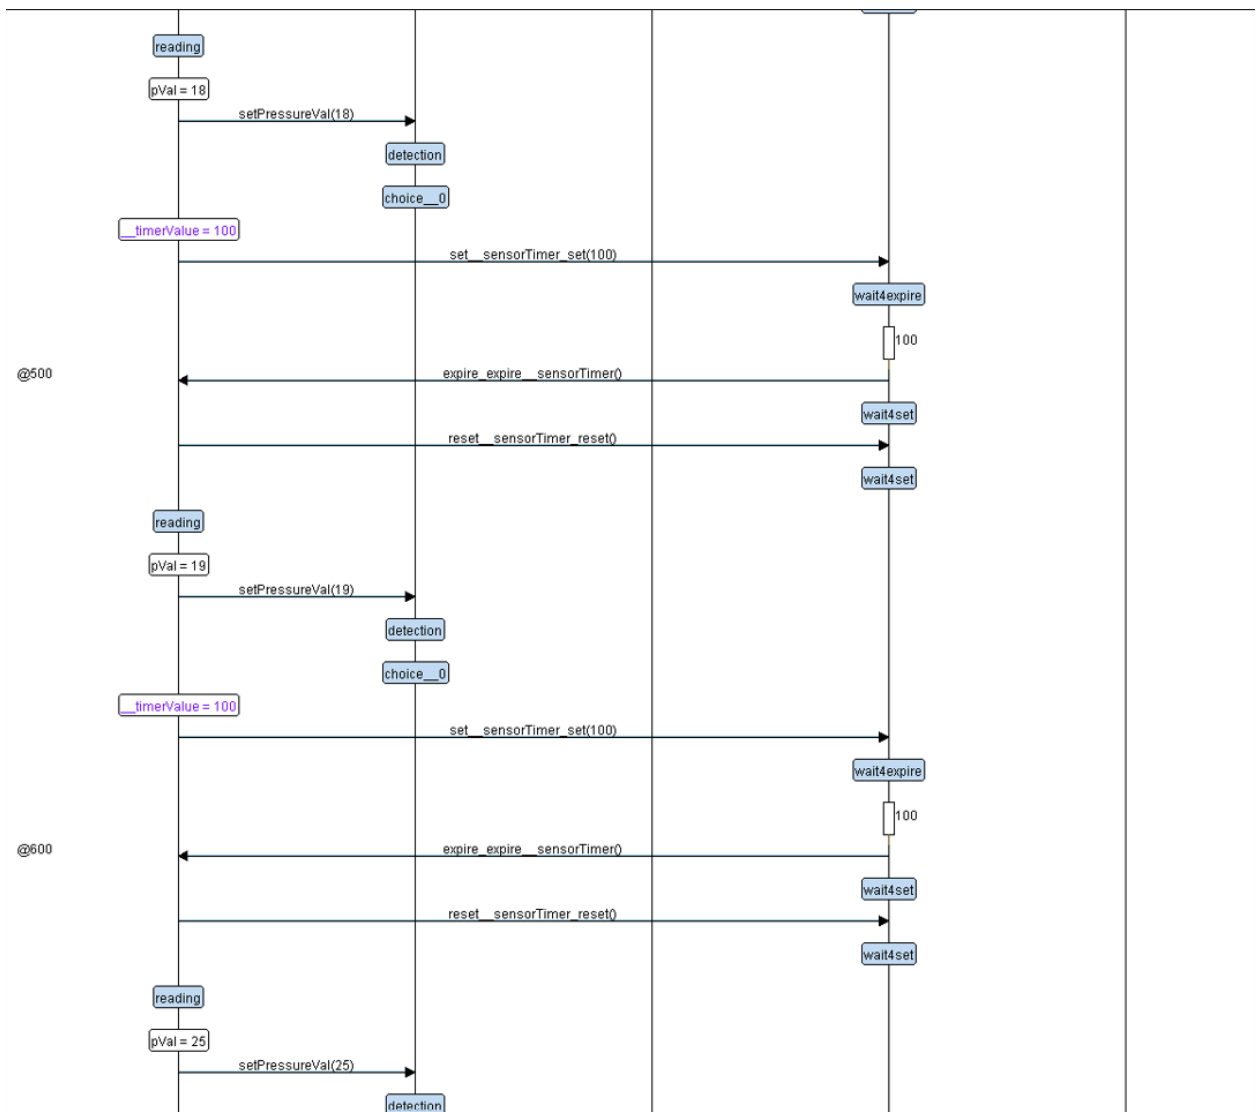 reading
pVal = 18
setPressureVal(18)
detection
choice__0
__timerValue = 100
set__sensorTimer_set(100)
wait4expire
100
@500
expire_expire__sensorTimer()
wait4set
reset__sensorTimer_reset()
wait4set
reading
pVal = 19
setPressureVal(19)
detection
choice__0
__timerValue = 100
set__sensorTimer_set(100)
wait4expire
100
@600
expire_expire__sensorTimer()
wait4set
reset__sensorTimer_reset()
wait4set
reading
pVal = 25
setPressureVal(25)
detection